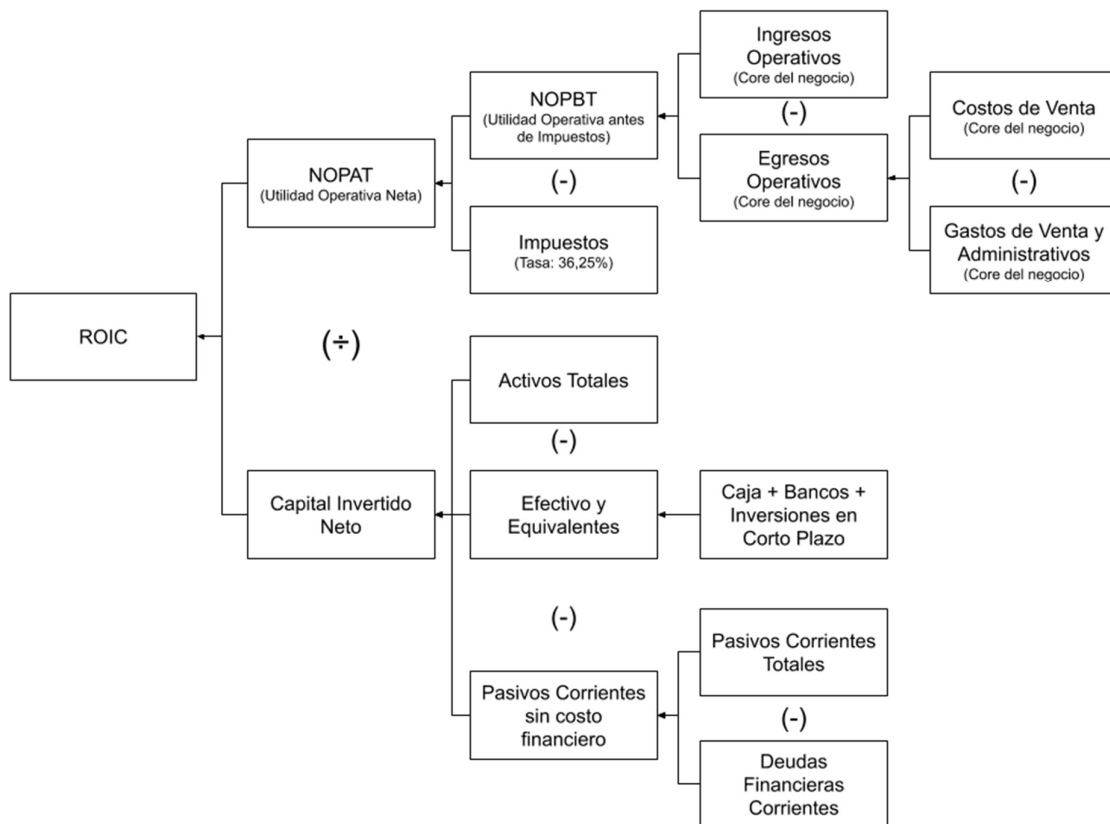 Ingresos
Operativos
(Core del negocio)
NOPBT
(Utilidad Operativa antes
de Impuestos)
(-)
Costos de Venta
(Core del negocio)
NOPAT
(Utilidad Operativa Neta)
(-)
Egresos
Operativos
(Core del negocio)
(-)
Impuestos
(Tasa: 36,25%)
Gastos de Venta y
Administrativos
(Core del negocio)
ROIC
(÷)
Activos Totales
(-)
Capital Invertido
Neto
Efectivo y
Equivalentes
Caja + Bancos +
Inversiones en
Corto Plazo
(-)
Pasivos Corrientes
Totales
Pasivos Corrientes
sin costo
financiero
(-)
Deudas
Financieras
Corrientes